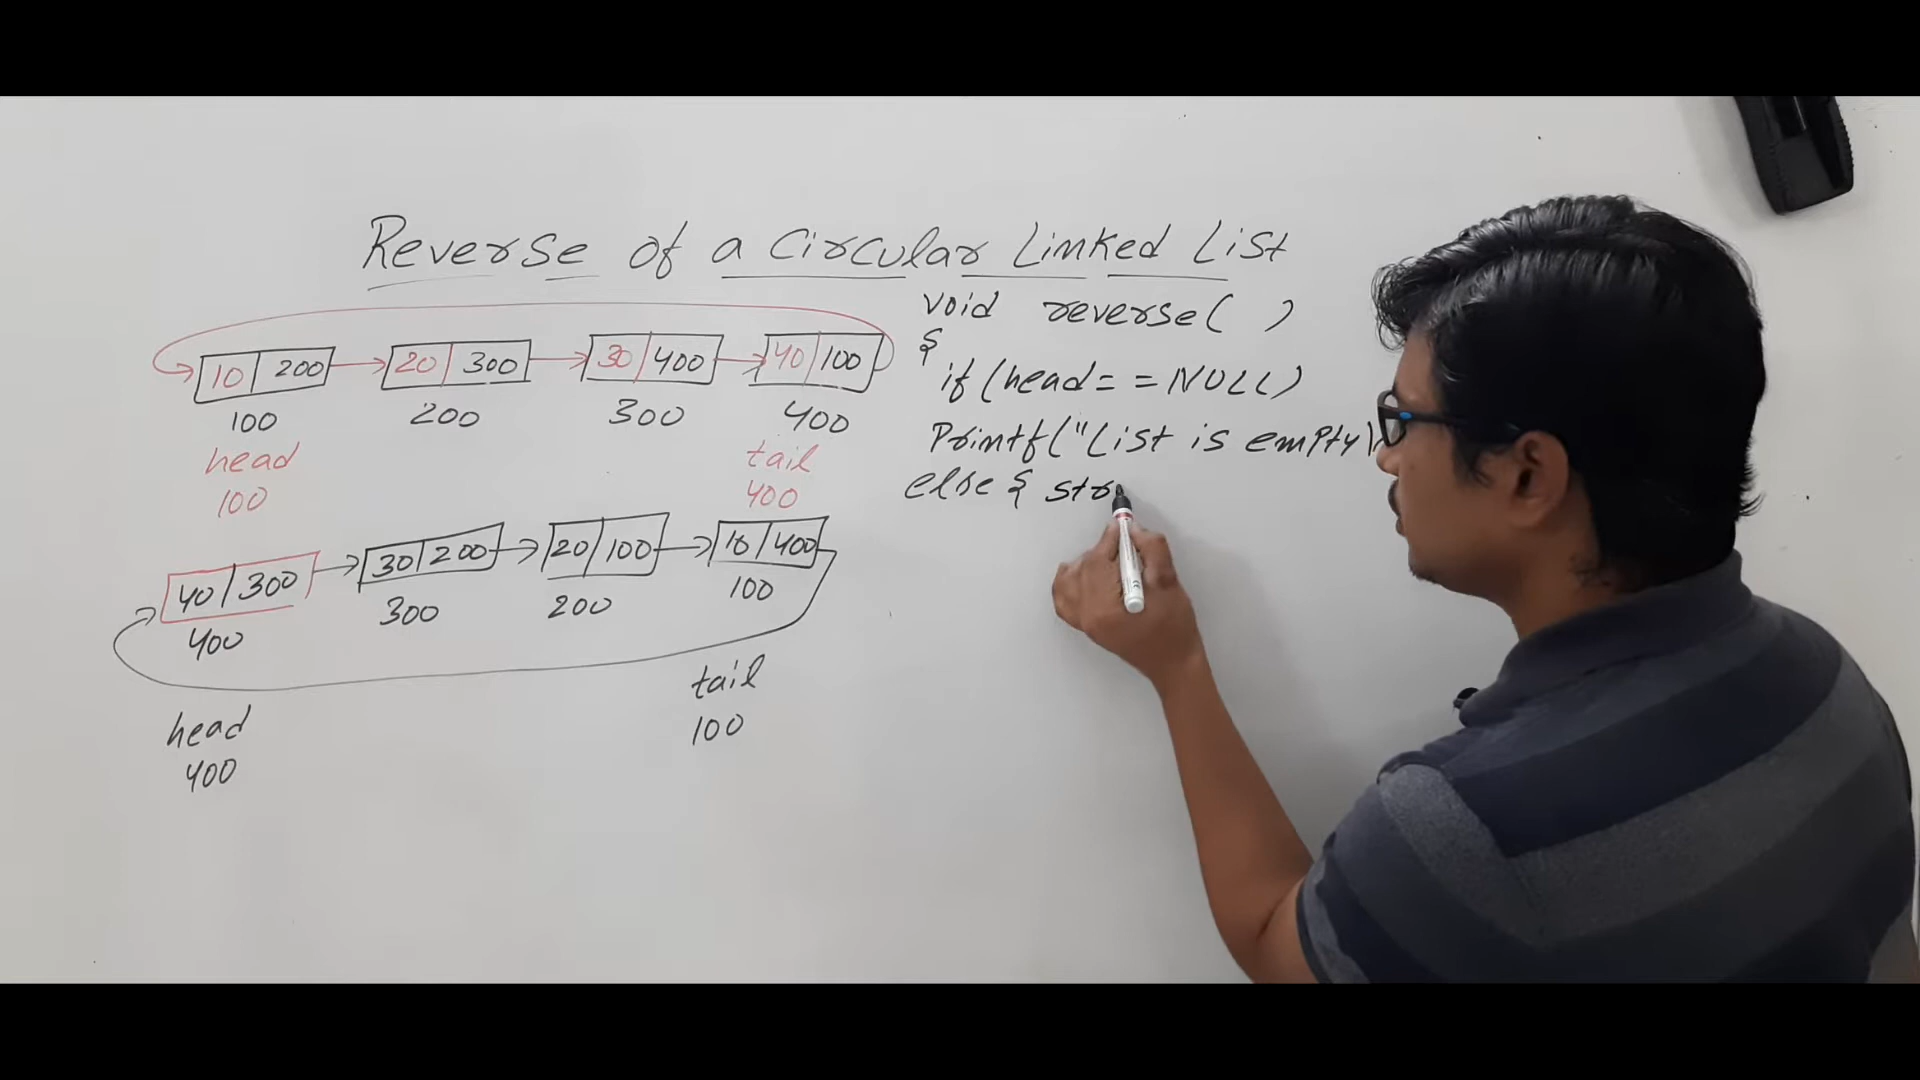 Reverse of a Circular Linked List
10 200 20 300 30 400 40 100
100 200 300 400
head tail
100 400
40 300 30 200 20 100 10 400
400 300 200 100
tail
100
head
400
void reverse( )
{
if (head= =NULL)
Printf("List is empty
else { str